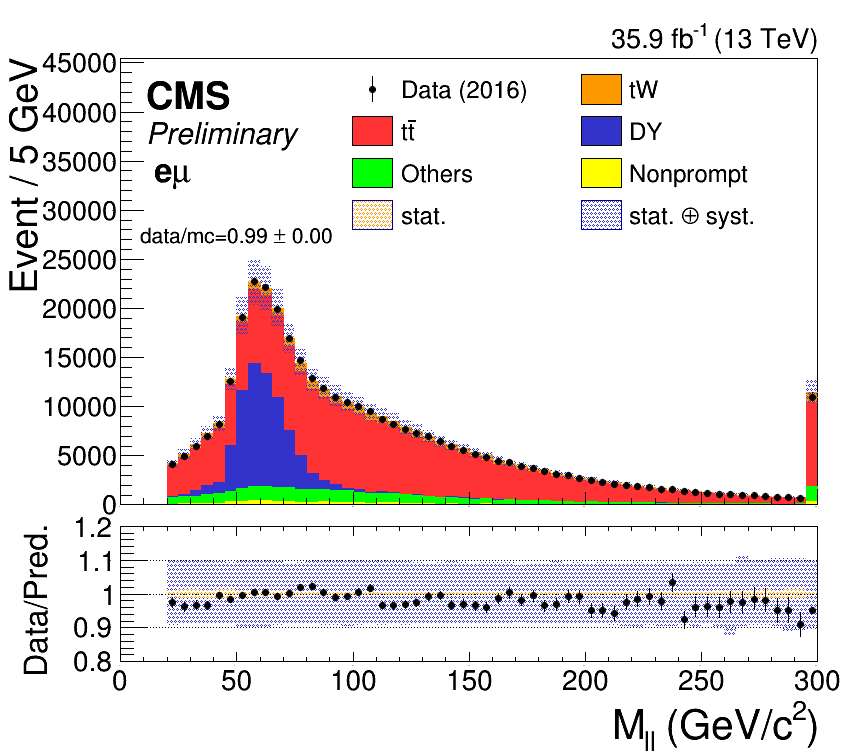 35.9 fb⁻¹ (13 TeV)
Event / 5 GeV
45000
40000
35000
30000
25000
20000
15000
10000
5000
0
CMS
Preliminary
eμ
data/mc=0.99 ± 0.00
Data (2016)
tW
tt̄
DY
Others
Nonprompt
stat.
stat. ⊕ syst.
Data/Pred.
1.2
1.1
1
0.9
0.8
0 50 100 150 200 250 300
M_ll (GeV/c²)